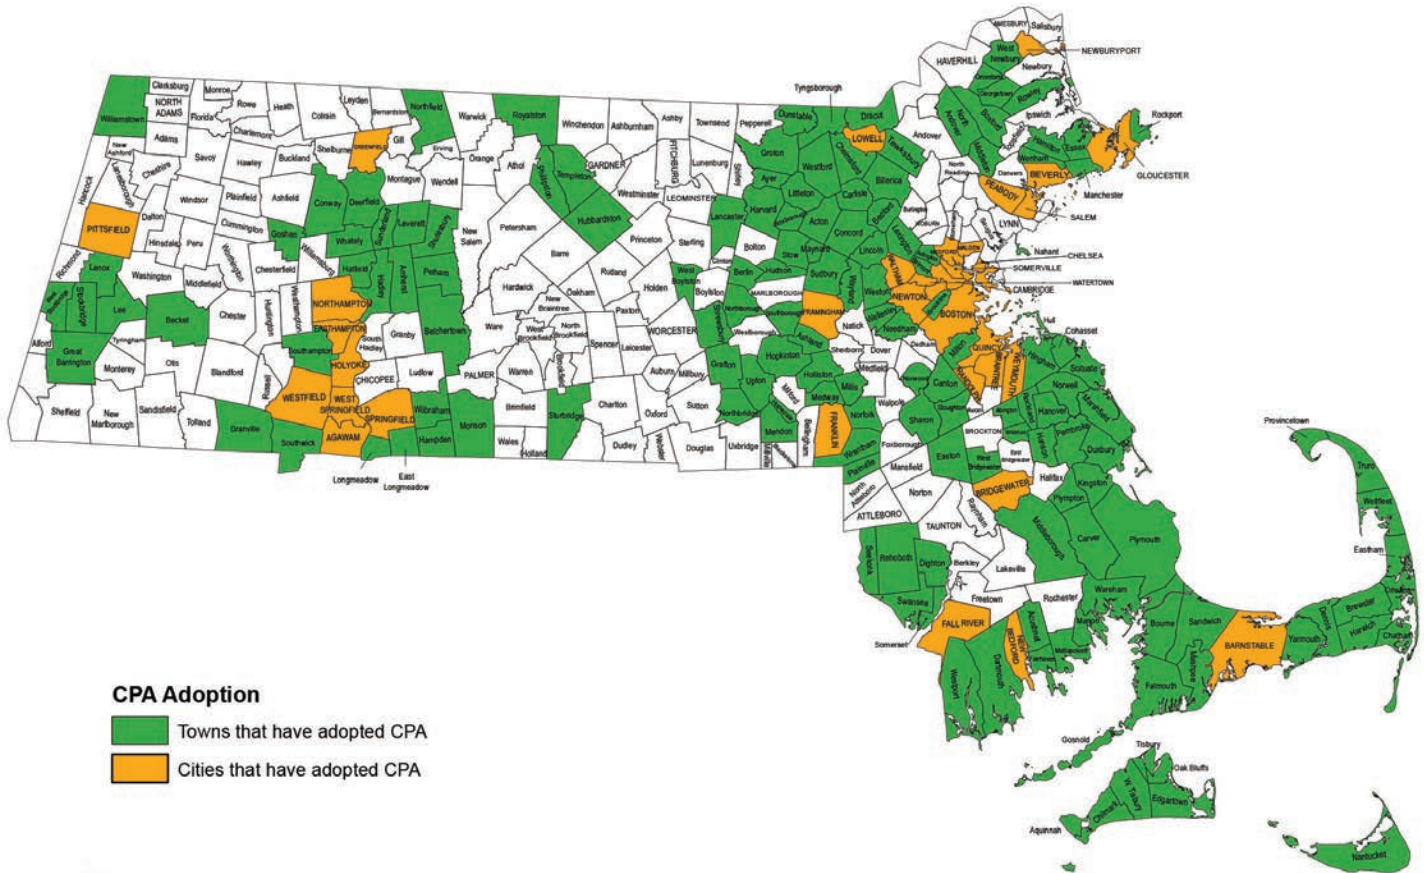 AMESBURY
Salisbury
NEWBURYPORT
West
Newbury
HAVERHILL
Newbury
Groveland
Georgetown
Rowley
Tyngsborough
Clarksburg
NORTH
ADAMS
Monroe
Rowe
Heath
Colrain
Leyden
Bernardston
Northfield
Warwick
Royalston
Winchendon
Ashburnham
Ashby
Townsend
Pepperell
Dunstable
Dracut
North
Andover
Boxford
Ipswich
Topsfield
Rockport
Williamstown
Florida
Adams
Charlemont
Shelburne
GREENFIELD
Gill
Erving
Orange
Athol
Phillipston
Templeton
GARDNER
Westminster
FITCHBURG
Lunenburg
Shirley
Groton
Westford
Chelmsford
LOWELL
Tewksbury
Andover
Middleton
Hamilton
Essex
Wenham
GLOUCESTER
New
Ashford
Cheshire
Savoy
Hawley
Buckland
Montague
Wendell
Hancock
Lanesborough
Windsor
Plainfield
Ashfield
Conway
Deerfield
Sunderland
Leverett
Shutesbury
New
Salem
Petersham
Hubbardston
Princeton
LEOMINSTER
Lancaster
Harvard
Ayer
Littleton
Carlisle
Billerica
North
Reading
Danvers
BEVERLY
Manchester
PEABODY
SALEM
LYNN
PITTSFIELD
Dalton
Hinsdale
Peru
Cummington
Goshen
Williamsburg
Whately
Sterling
Clinton
Bolton
Boxborough
Acton
Concord
Bedford
Burlington
WOBURN
Saugus
Richmond
Lenox
Washington
Middlefield
Worthington
Chesterfield
Hatfield
Hadley
Amherst
Pelham
Barre
Rutland
Holden
West
Boylston
Boylston
Berlin
Hudson
Stow
Maynard
Sudbury
Lincoln
Lexington
Wayland
Weston
WALTHAM
MEDFORD
MALDEN
Nahant
CHELSEA
SOMERVILLE
WATERTOWN
CAMBRIDGE
Stockbridge
Lee
Becket
Chester
Huntington
Westhampton
NORTHAMPTON
EASTHAMPTON
Granby
South
Hadley
Belchertown
Hardwick
New
Braintree
Oakham
Paxton
WORCESTER
Shrewsbury
Northborough
MARLBOROUGH
Southborough
FRAMINGHAM
Westborough
Natick
Wellesley
NEWTON
BOSTON
Needham
Hull
Cohasset
Alford
Great
Barrington
Tyringham
Monterey
Otis
Blandford
Russell
Southampton
HOLYOKE
CHICOPEE
Ludlow
PALMER
Ware
Warren
West
Brookfield
North
Brookfield
Brookfield
Spencer
Leicester
Auburn
Millbury
Grafton
Upton
Hopkinton
Ashland
Sherborn
Dover
Dedham
Milton
QUINCY
BRAINTREE
WEYMOUTH
Hingham
Scituate
Holliston
Medfield
Millis
Medway
Milford
Walpole
Norwood
Canton
RANDOLPH
Norwell
Sheffield
New
Marlborough
Sandisfield
Tolland
Granville
WESTFIELD
WEST
SPRINGFIELD
SPRINGFIELD
AGAWAM
Southwick
Wilbraham
Hampden
Monson
Brimfield
Wales
Holland
Sturbridge
Charlton
Oxford
Sutton
Northbridge
Dudley
Webster
Douglas
Uxbridge
Mendon
Bellingham
FRANKLIN
Norfolk
Wrentham
Plainville
Foxborough
Sharon
Stoughton
Avon
Abington
Rockland
Hanover
Marshfield
BROCKTON
Easton
West
Bridgewater
East
Bridgewater
Hanson
Pembroke
Duxbury
Longmeadow
East
Longmeadow
Mansfield
North
Attleboro
Norton
ATTLEBORO
BRIDGEWATER
Halifax
Kingston
Plympton
Raynham
TAUNTON
Middleborough
Carver
Plymouth
Provincetown
Truro
Wellfleet
Eastham
Seekonk
Rehoboth
Dighton
Berkley
Lakeville
Freetown
Rochester
Wareham
Swansea
Somerset
FALL RIVER
NEW
BEDFORD
Acushnet
Fairhaven
Mattapoisett
Marion
Westport
Dartmouth
Bourne
Sandwich
Mashpee
Falmouth
BARNSTABLE
Yarmouth
Dennis
Brewster
Harwich
Orleans
Chatham
CPA Adoption
Towns that have adopted CPA
Cities that have adopted CPA
Gosnold
Tisbury
Oak Bluffs
W Tisbury
Edgartown
Chilmark
Aquinnah
Nantucket